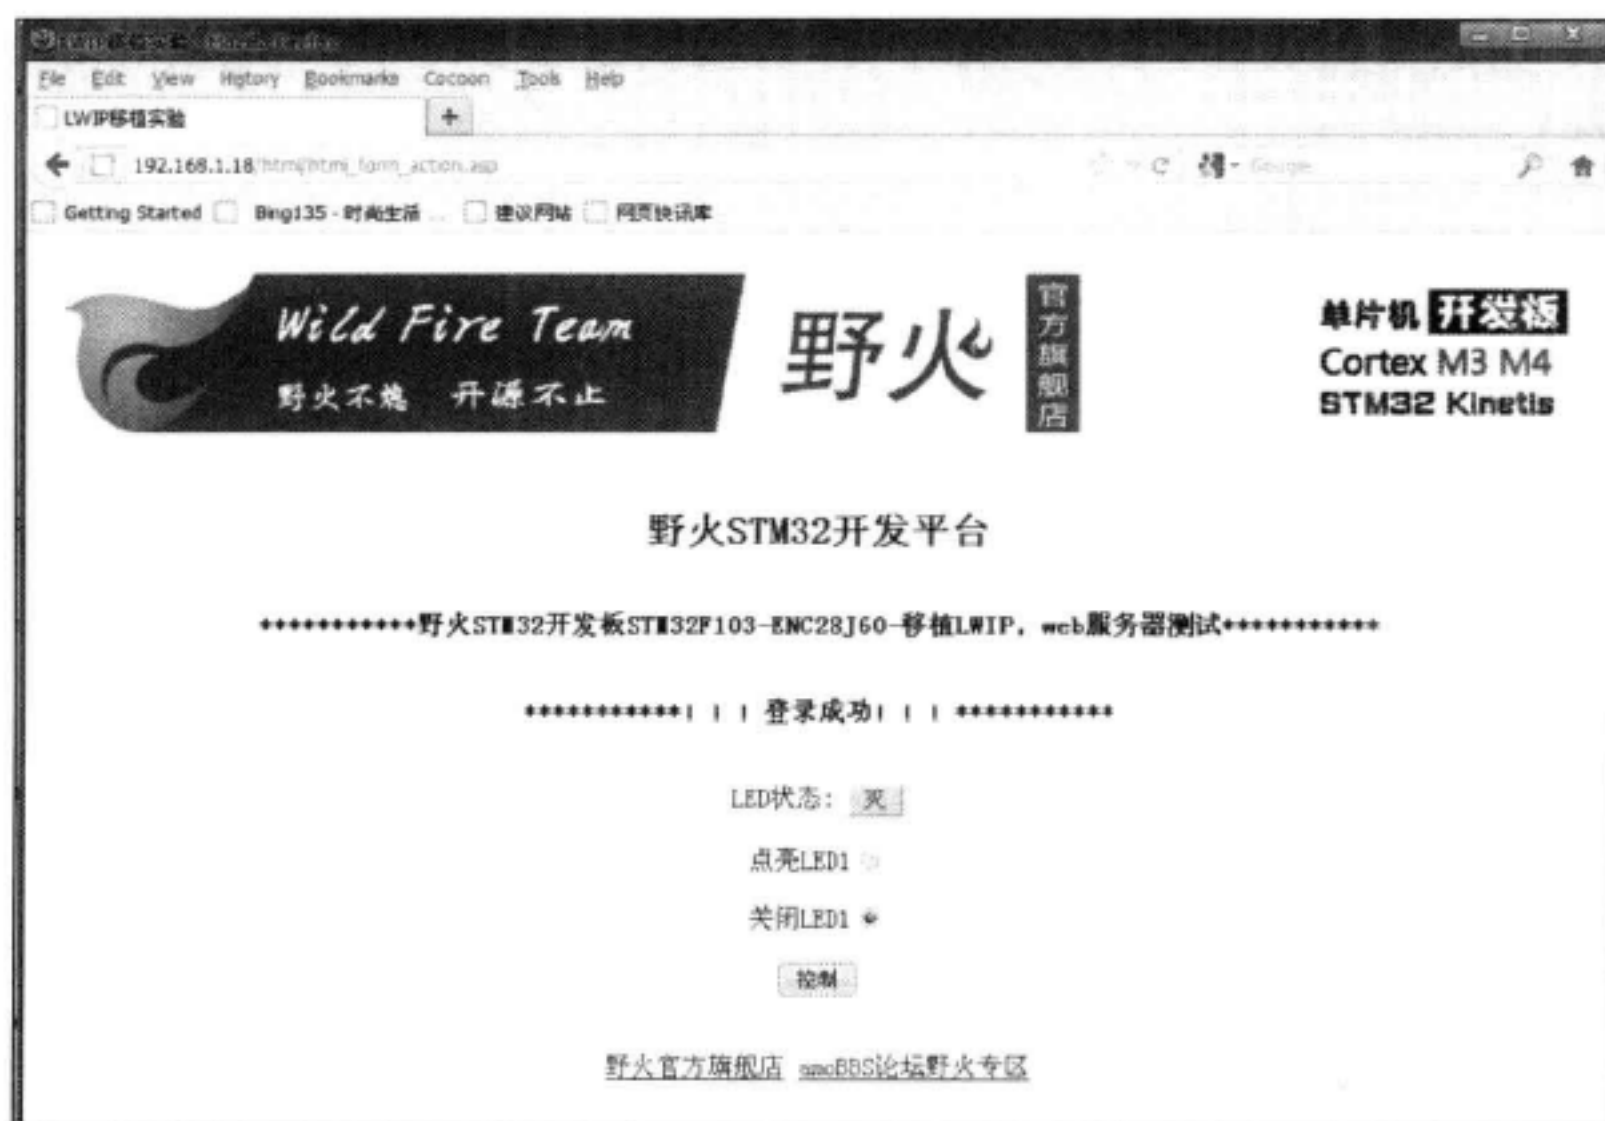 File Edit View History Bookmarks Cocoon Tools Help
LWIP移植实验 +
192.168.1.18/html/html_form_action.asp Google
Getting Started Bing135 - 时尚生活 .. 建议网站 网页快讯库
Wild Fire Team
野火不熄 开源不止
野火
官方旗舰店
单片机 开发板
Cortex M3 M4
STM32 Kinetis
野火STM32开发平台
***********野火STM32开发板STM32F103-ENC28J60-移植LWIP，web服务器测试***********
***********! ! ! 登录成功! ! ! ***********
LED状态: 灭
点亮LED1
关闭LED1
控制
野火官方旗舰店 amoBBS论坛野火专区